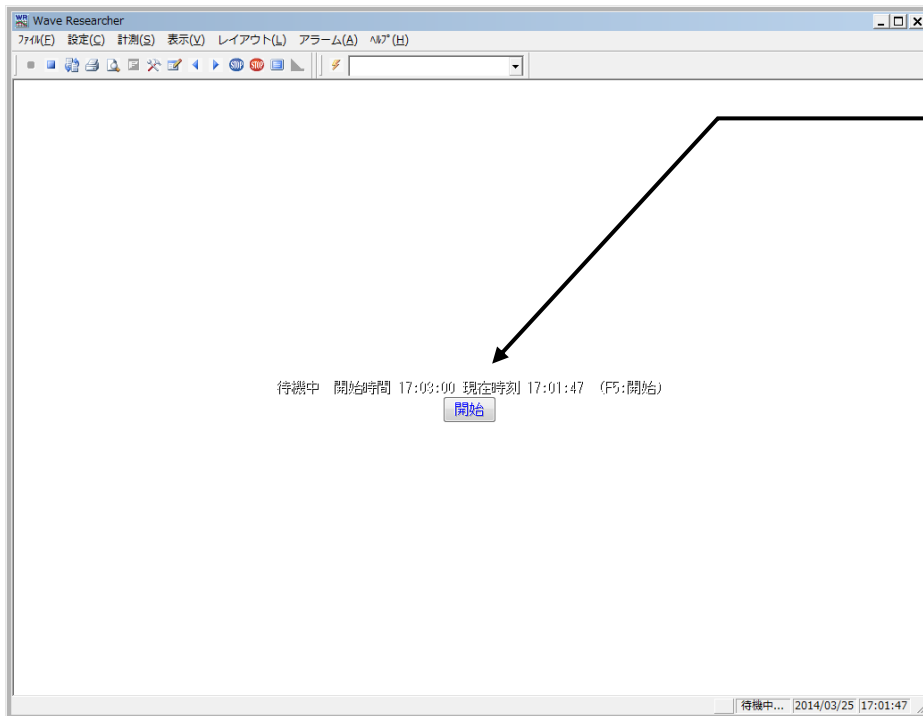 Wave Researcher
ﾌｧｲﾙ(F) 設定(C) 計測(S) 表示(V) レイアウト(L) アラーム(A) ﾍﾙﾌﾟ(H)
STOP STOP
待機中 開始時間 17:03:00 現在時刻 17:01:47 (F5:開始)
開始
待機中... 2014/03/25 17:01:47